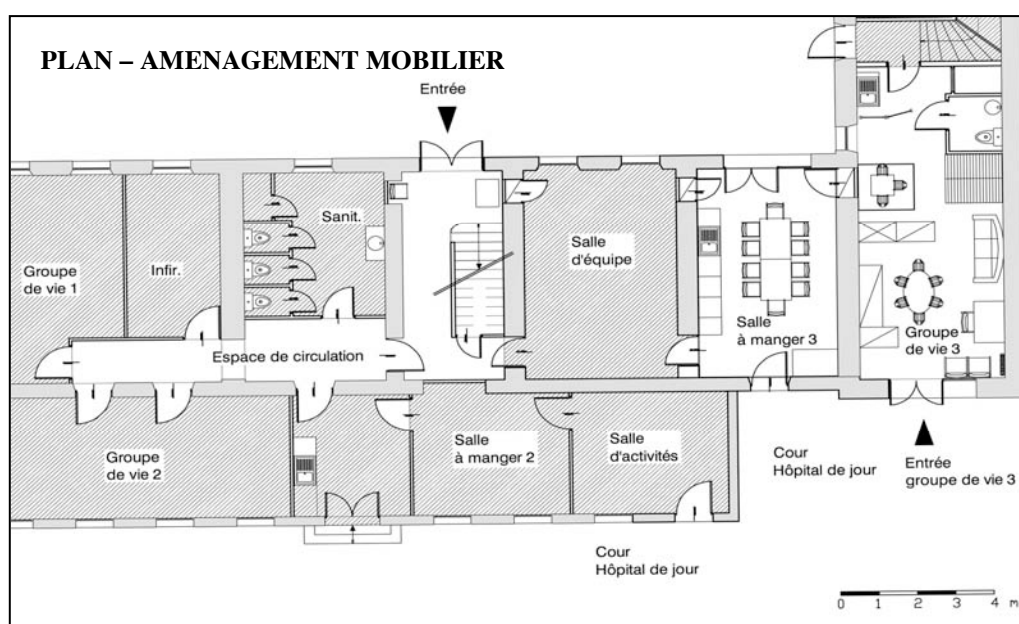 PLAN – AMENAGEMENT MOBILIER
Entrée
Sanit.
Groupe
de vie 1
Infir.
Salle
d'équipe
Salle
à manger 3
Groupe
de vie 3
Espace de circulation
Groupe
de vie 2
Salle
à manger 2
Salle
d'activités
Cour
Hôpital de jour
Entrée
groupe de vie 3
Cour
Hôpital de jour
0 1 2 3 4 m